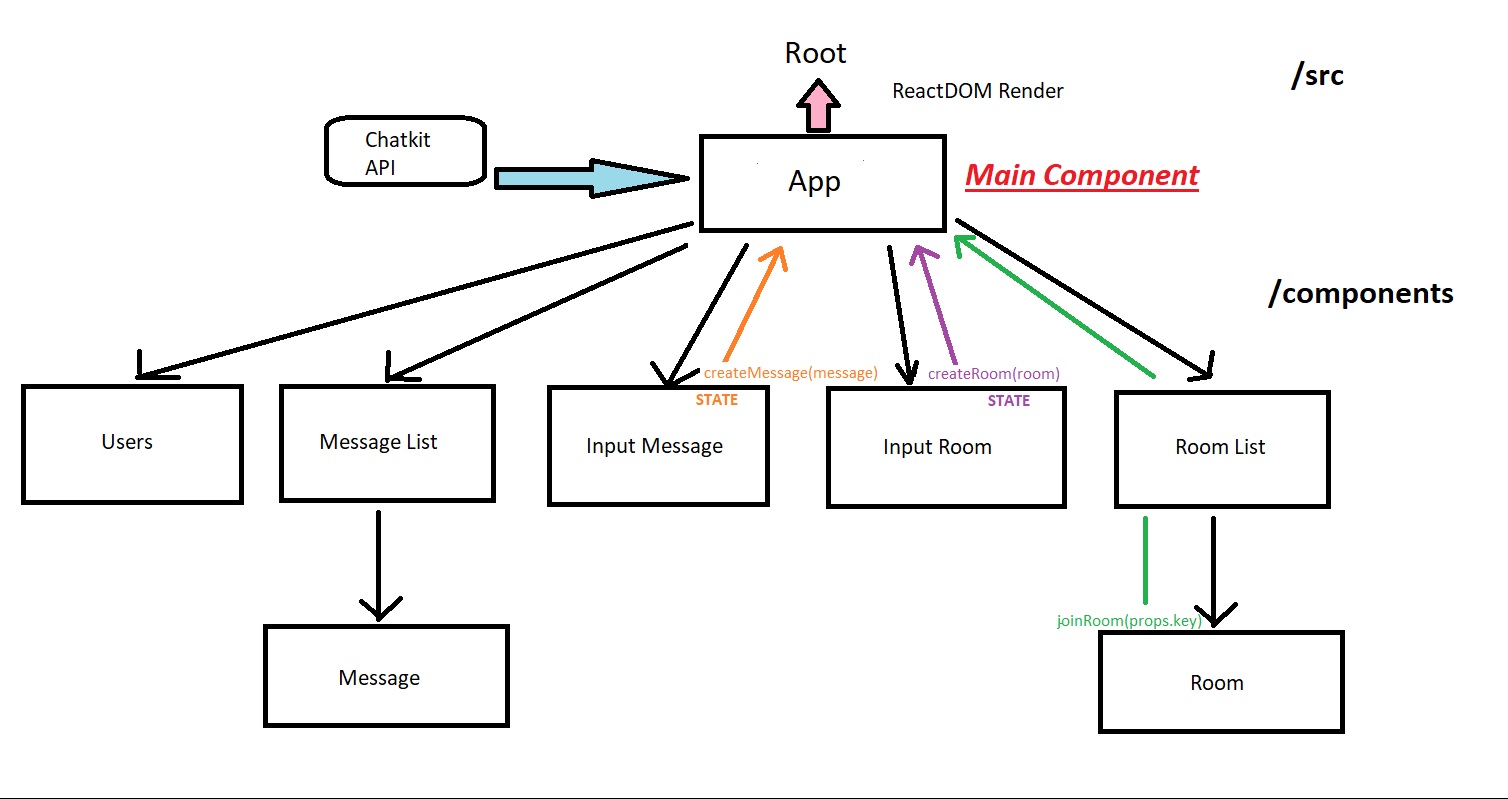 Root
/src
ReactDOM Render
Chatkit
API
App
Main Component
/components
createMessage(message)
createRoom(room)
STATE
STATE
Users
Message List
Input Message
Input Room
Room List
joinRoom(props.key)
Message
Room